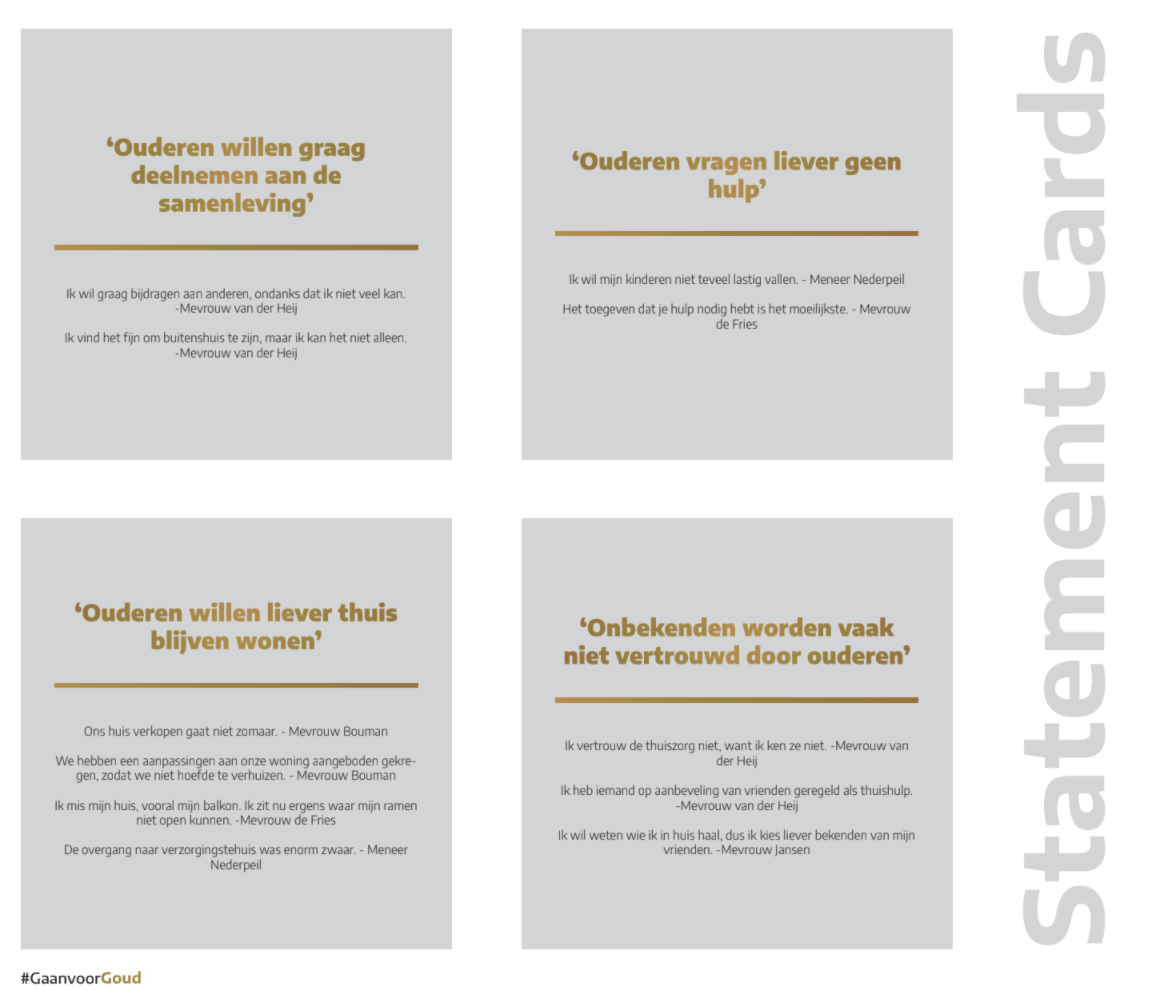 ‘Ouderen willen graag
deelnemen aan de
samenleving’
Ik wil graag bijdragen aan anderen, ondanks dat ik niet veel kan.
-Mevrouw van der Heij
Ik vind het fijn om buitenshuis te zijn, maar ik kan het niet alleen.
-Mevrouw van der Heij
‘Ouderen vragen liever geen
hulp’
Ik wil mijn kinderen niet teveel lastig vallen. - Meneer Nederpeil
Het toegeven dat je hulp nodig hebt is het moeilijkste. - Mevrouw
de Fries
‘Ouderen willen liever thuis
blijven wonen’
Ons huis verkopen gaat niet zomaar. - Mevrouw Bouman
We hebben een aanpassingen aan onze woning aangeboden gekre-
gen, zodat we niet hoefde te verhuizen. - Mevrouw Bouman
Ik mis mijn huis, vooral mijn balkon. Ik zit nu ergens waar mijn ramen
niet open kunnen. -Mevrouw de Fries
De overgang naar verzorgingstehuis was enorm zwaar. - Meneer
Nederpeil
‘Onbekenden worden vaak
niet vertrouwd door ouderen’
Ik vertrouw de thuiszorg niet, want ik ken ze niet. -Mevrouw van
der Heij
Ik heb iemand op aanbeveling van vrienden geregeld als thuishulp.
-Mevrouw van der Heij
Ik wil weten wie ik in huis haal, dus ik kies liever bekenden van mijn
vrienden. -Mevrouw Jansen
Statement Cards
#GaanvoorGoud